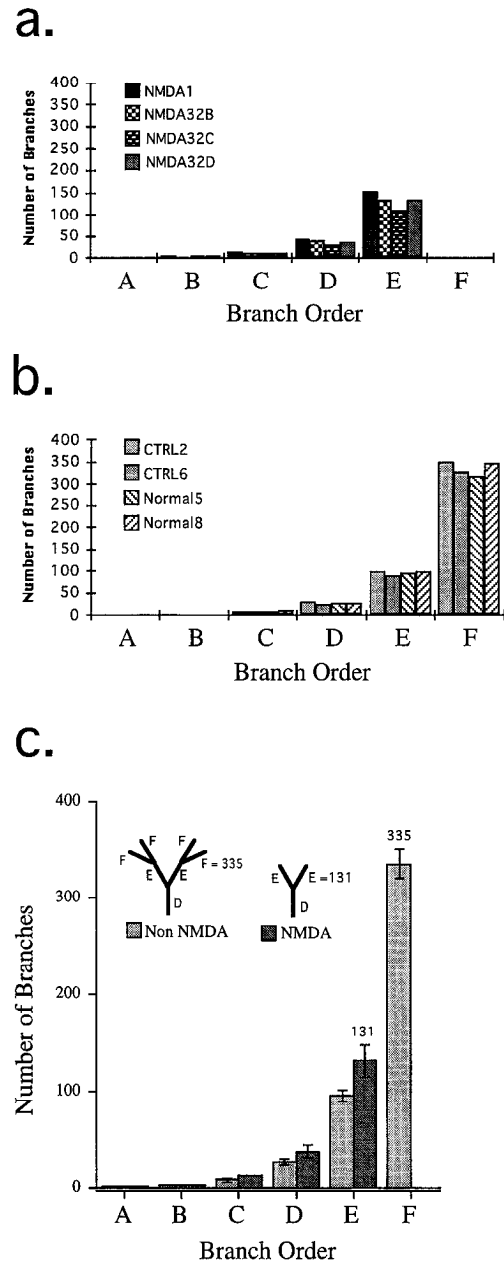 a.
Number of Branches
400
350
300
250
200
150
100
50
0
NMDA1
NMDA32B
NMDA32C
NMDA32D
A B C D E F
Branch Order
b.
Number of Branches
400
350
300
250
200
150
100
50
0
CTRL2
CTRL6
Normal5
Normal8
A B C D E F
Branch Order
c.
Number of Branches
400
300
200
100
0
F F
F F = 335
E E
D
E E =131
D
Non NMDA NMDA
335
131
A B C D E F
Branch Order